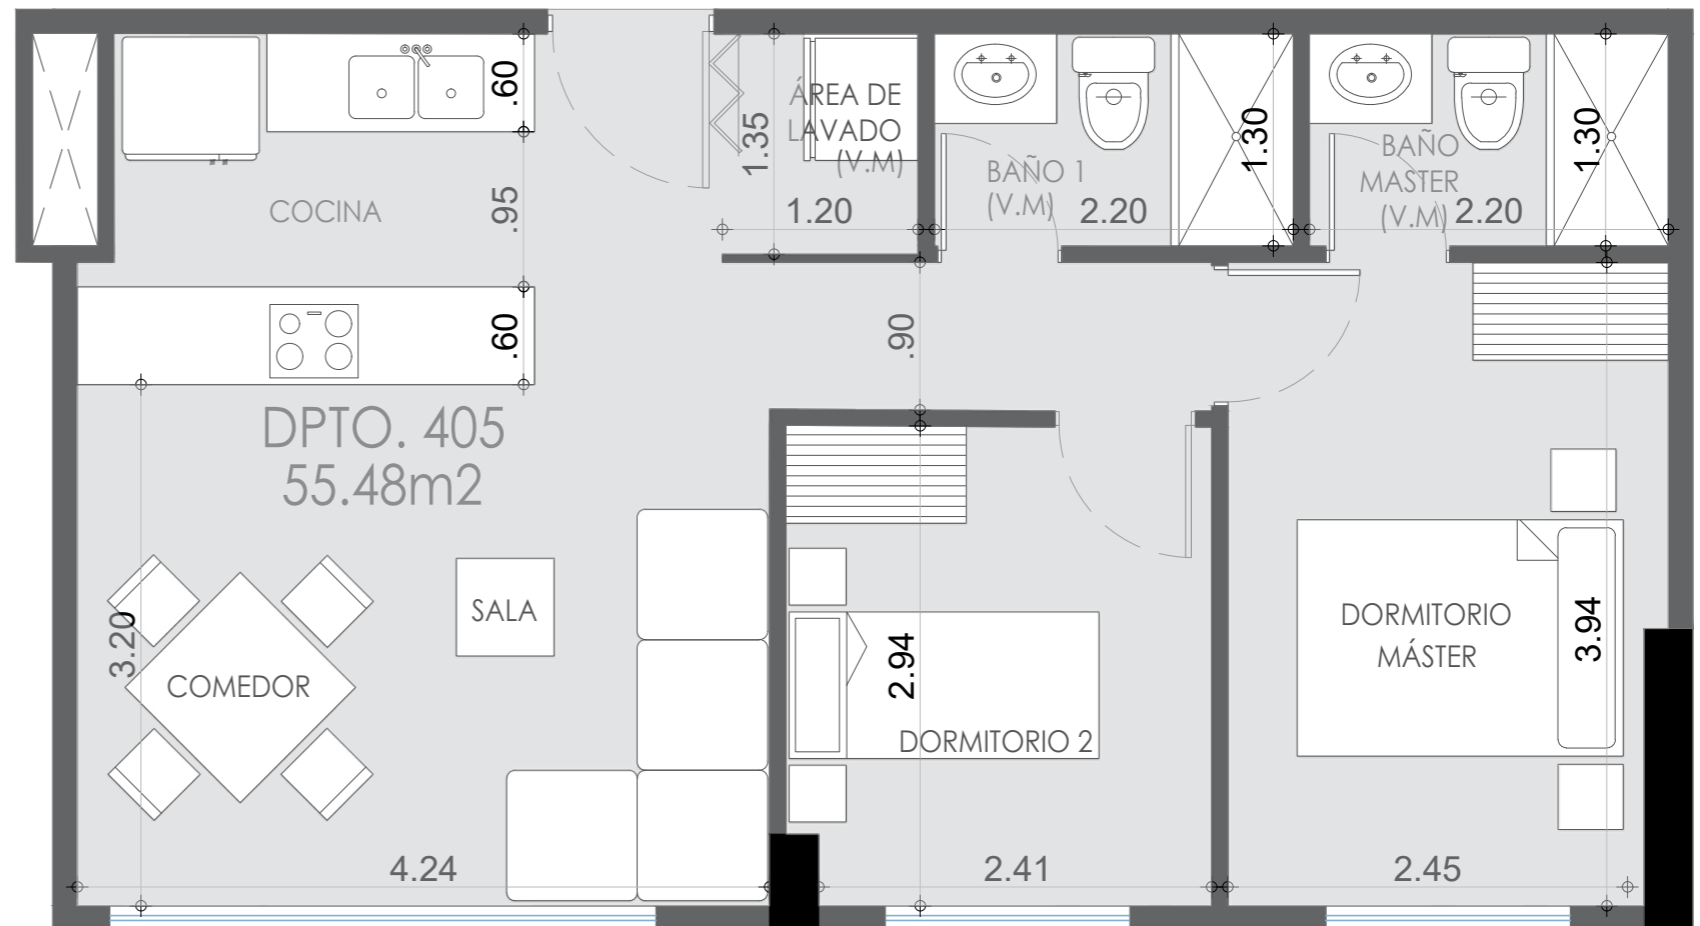 .60
.95
.60
COCINA
1.35
ÁREA DE
LAVADO
(V.M)
1.20
BAÑO 1
(V.M)
2.20
1.30
BAÑO
MASTER
(V.M)
2.20
1.30
.90
DPTO. 405
55.48m2
3.20
SALA
COMEDOR
4.24
2.94
DORMITORIO 2
2.41
DORMITORIO
MÁSTER
3.94
2.45